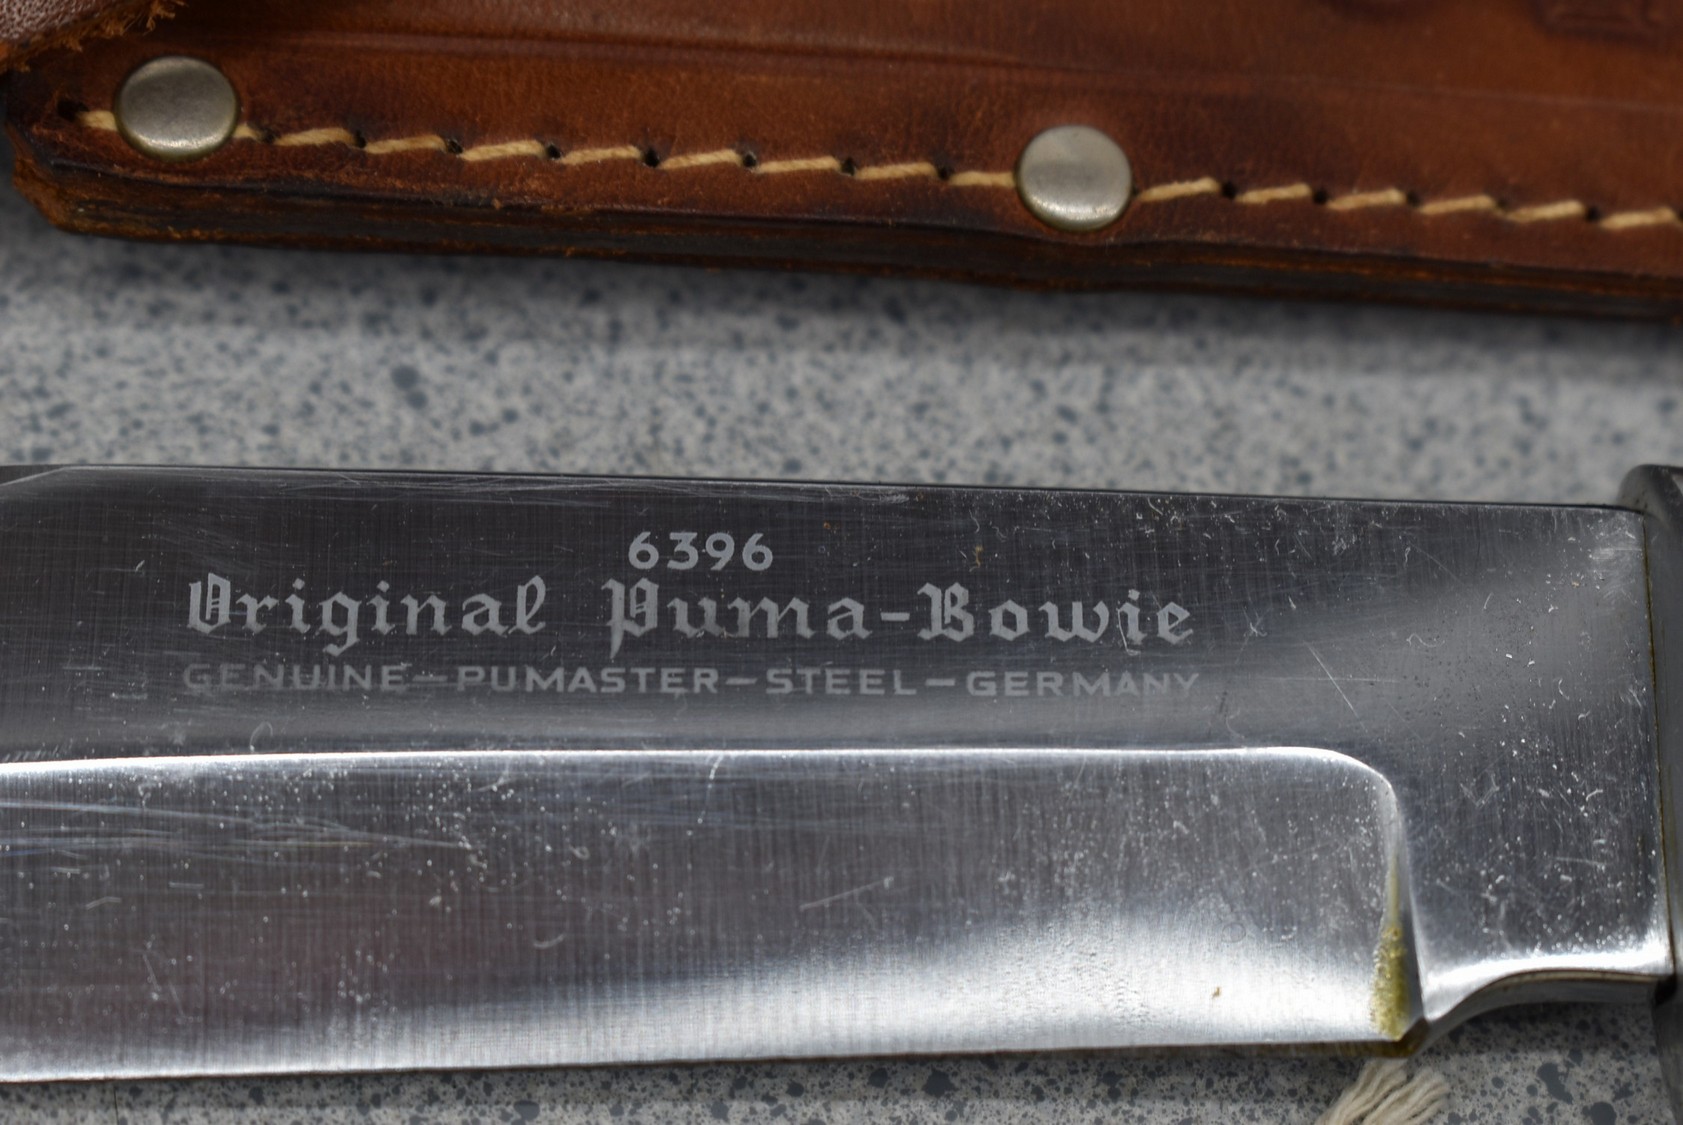 6396
Original Puma-Bowie
GENUINE-PUMASTER-STEEL-GERMANY